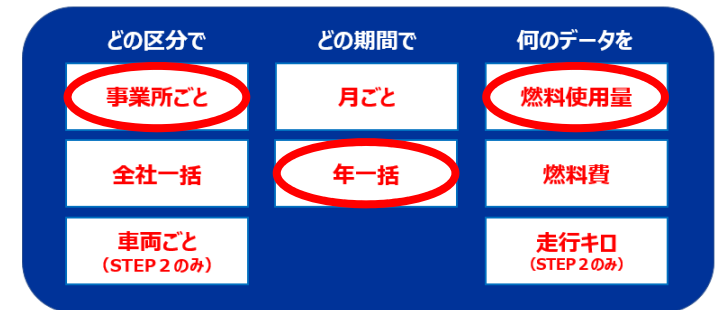 どの区分で
どの期間で
何のデータを
事業所ごと
月ごと
燃料使用量
全社一括
年一括
燃料費
車両ごと
（STEP２のみ）
走行キロ
（STEP２のみ）